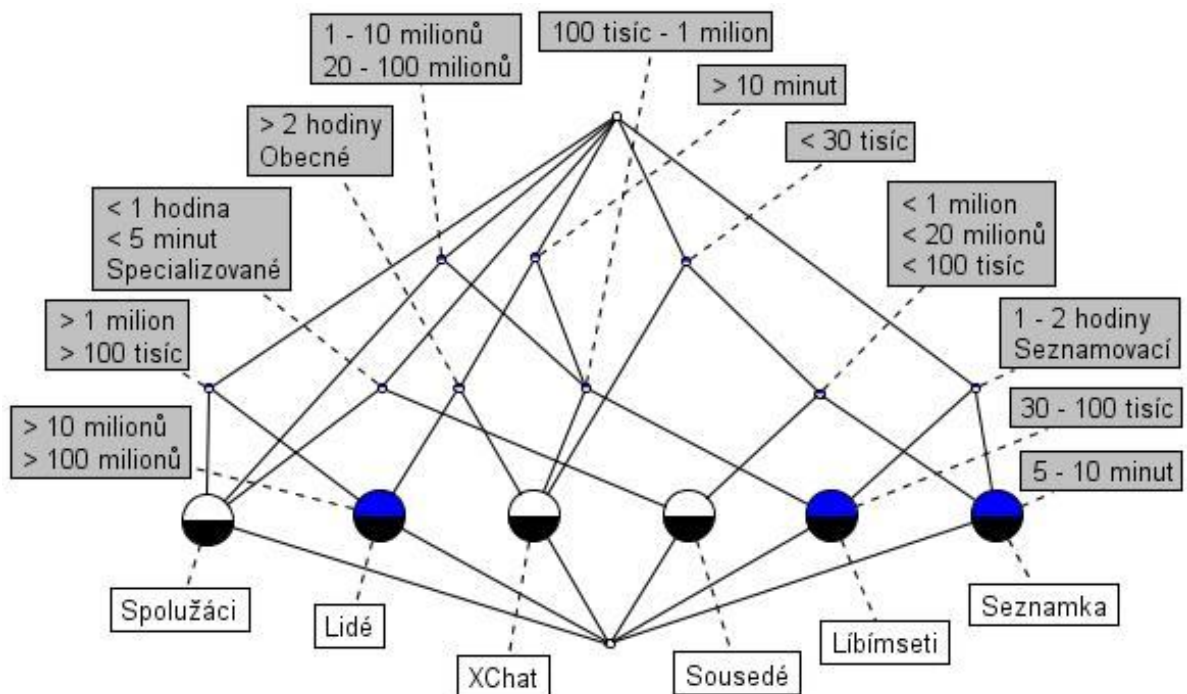 1 - 10 milionů
20 - 100 milionů
100 tisíc - 1 milion
> 10 minut
> 2 hodiny
Obecné
< 30 tisíc
< 1 hodina
< 5 minut
Specializované
< 1 milion
< 20 milionů
< 100 tisíc
> 1 milion
> 100 tisíc
1 - 2 hodiny
Seznamovací
> 10 milionů
> 100 milionů
30 - 100 tisíc
5 - 10 minut
Spolužáci
Lidé
XChat
Sousedé
Líbímseti
Seznamka